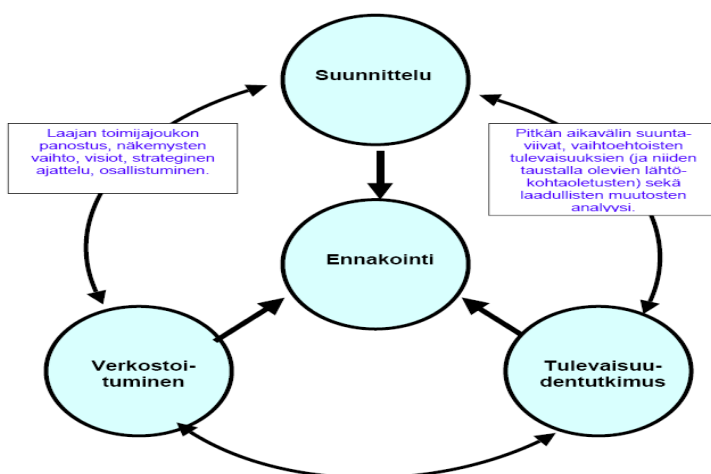 Suunnittelu
Laajan toimijajoukon
panostus, näkemysten
vaihto, visiot, strateginen
ajattelu, osallistuminen.
Pitkän aikavälin suunta-
viivat, vaihtoehtoisten
tulevaisuuksien (ja niiden
taustalla olevien lähtö-
kohtaoletusten) sekä
laadullisten muutosten
analyysi.
Ennakointi
Verkostoi-
tuminen
Tulevaisuu-
dentutkimus